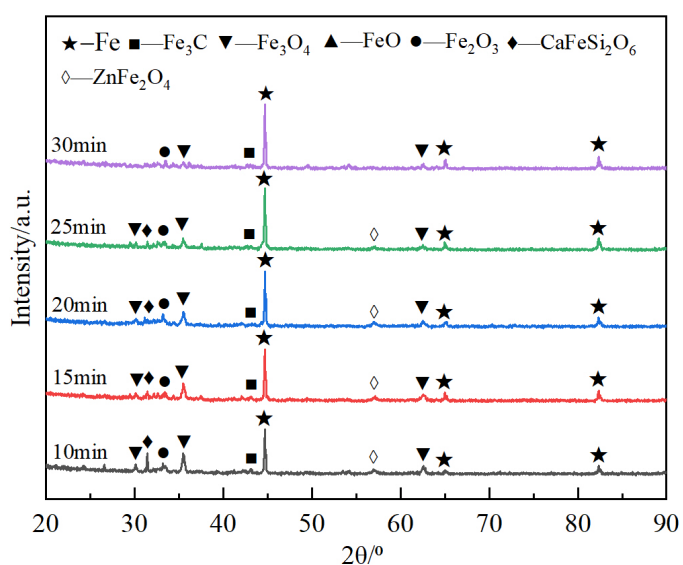 ★–Fe ■—Fe₃C ▼—Fe₃O₄ ▲—FeO ●—Fe₂O₃ ♦—CaFeSi₂O₆
◊—ZnFe₂O₄
30min
25min
20min
15min
10min
Intensity/a.u.
20 30 40 50 60 70 80 90
2θ/º